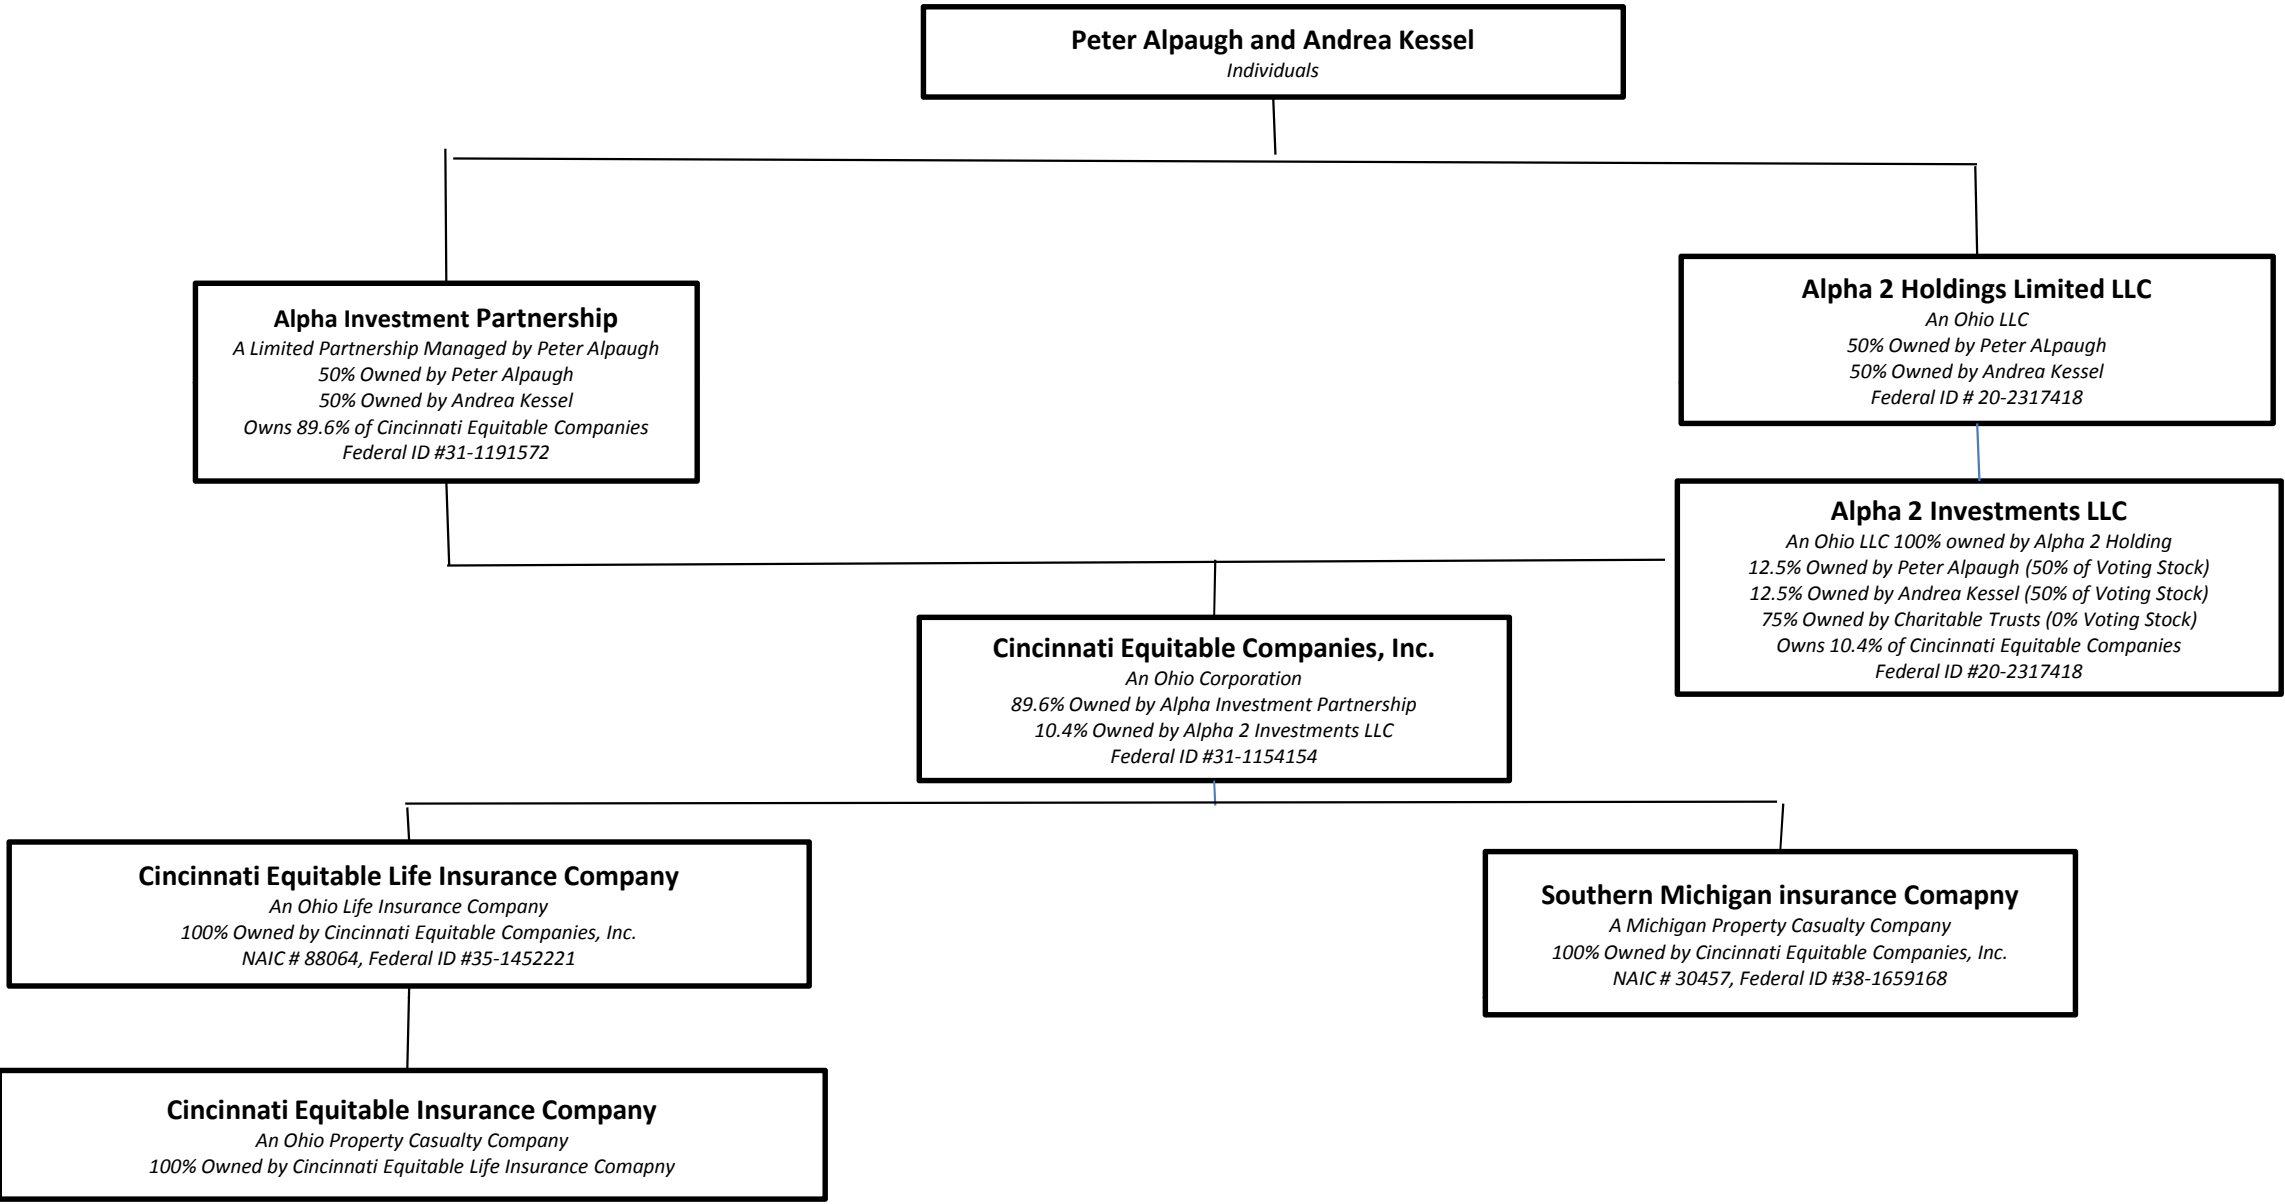 Peter Alpaugh and Andrea Kessel
Individuals
Alpha Investment Partnership
A Limited Partnership Managed by Peter Alpaugh
50% Owned by Peter Alpaugh
50% Owned by Andrea Kessel
Owns 89.6% of Cincinnati Equitable Companies
Federal ID #31-1191572
Alpha 2 Holdings Limited LLC
An Ohio LLC
50% Owned by Peter ALpaugh
50% Owned by Andrea Kessel
Federal ID # 20-2317418
Alpha 2 Investments LLC
An Ohio LLC 100% owned by Alpha 2 Holding
12.5% Owned by Peter Alpaugh (50% of Voting Stock)
12.5% Owned by Andrea Kessel (50% of Voting Stock)
75% Owned by Charitable Trusts (0% Voting Stock)
Owns 10.4% of Cincinnati Equitable Companies
Federal ID #20-2317418
Cincinnati Equitable Companies, Inc.
An Ohio Corporation
89.6% Owned by Alpha Investment Partnership
10.4% Owned by Alpha 2 Investments LLC
Federal ID #31-1154154
Cincinnati Equitable Life Insurance Company
An Ohio Life Insurance Company
100% Owned by Cincinnati Equitable Companies, Inc.
NAIC # 88064, Federal ID #35-1452221
Southern Michigan insurance Comapny
A Michigan Property Casualty Company
100% Owned by Cincinnati Equitable Companies, Inc.
NAIC # 30457, Federal ID #38-1659168
Cincinnati Equitable Insurance Company
An Ohio Property Casualty Company
100% Owned by Cincinnati Equitable Life Insurance Comapny